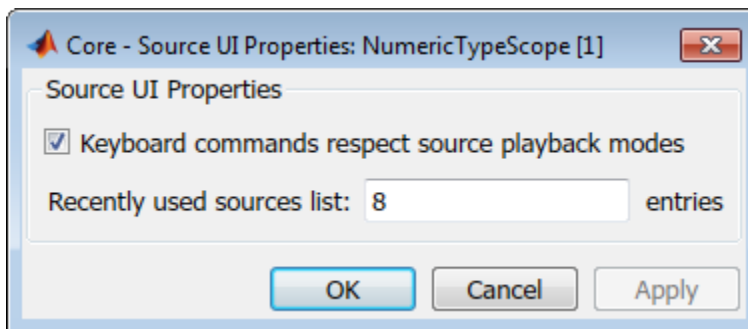 Core - Source UI Properties: NumericTypeScope [1]
Source UI Properties
Keyboard commands respect source playback modes
Recently used sources list: 8 entries
OK Cancel Apply